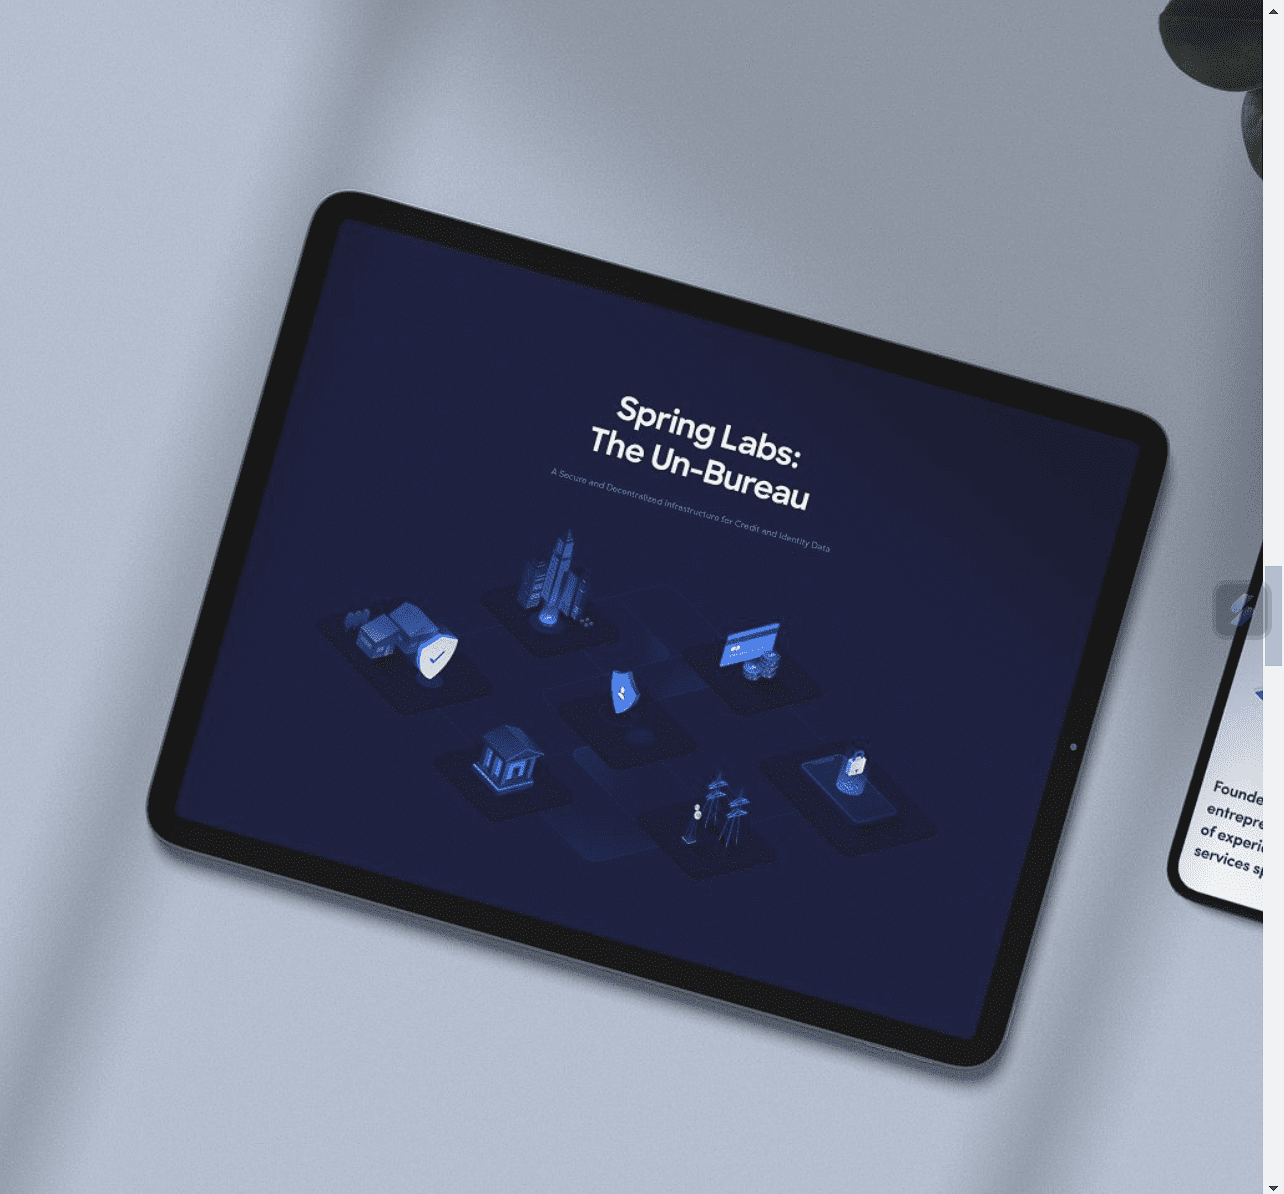 Spring Labs:
The Un-Bureau
A Secure and Decentralized Infrastructure for Credit and Identity Data
Founde
entrepre
of experi
services sp